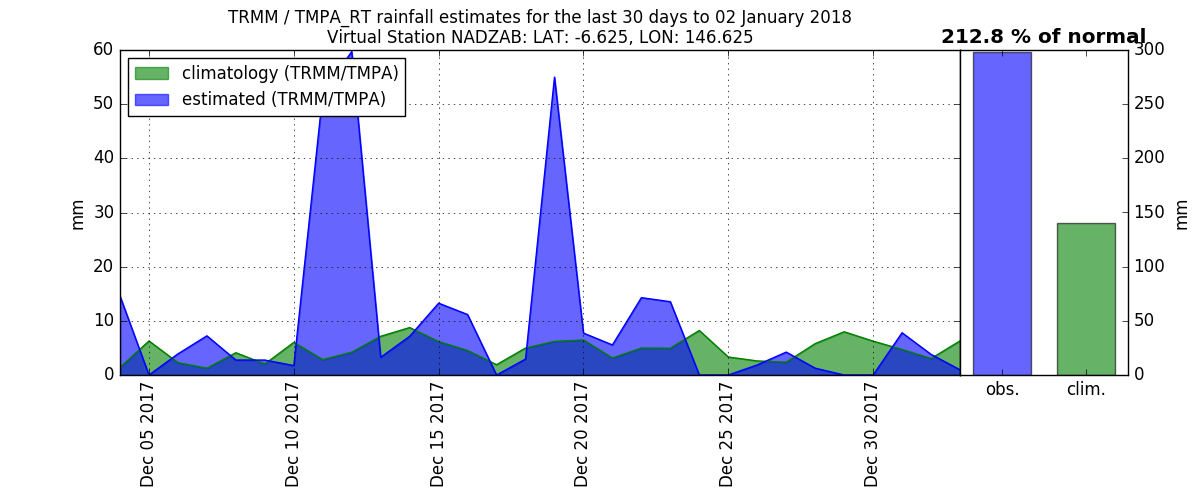 TRMM / TMPA_RT rainfall estimates for the last 30 days to 02 January 2018
Virtual Station NADZAB: LAT: -6.625, LON: 146.625
212.8 % of normal
climatology (TRMM/TMPA)
estimated (TRMM/TMPA)
60
50
40
30
20
10
0
mm
Dec 05 2017
Dec 10 2017
Dec 15 2017
Dec 20 2017
Dec 25 2017
Dec 30 2017
obs.
clim.
300
250
200
150
100
50
0
mm